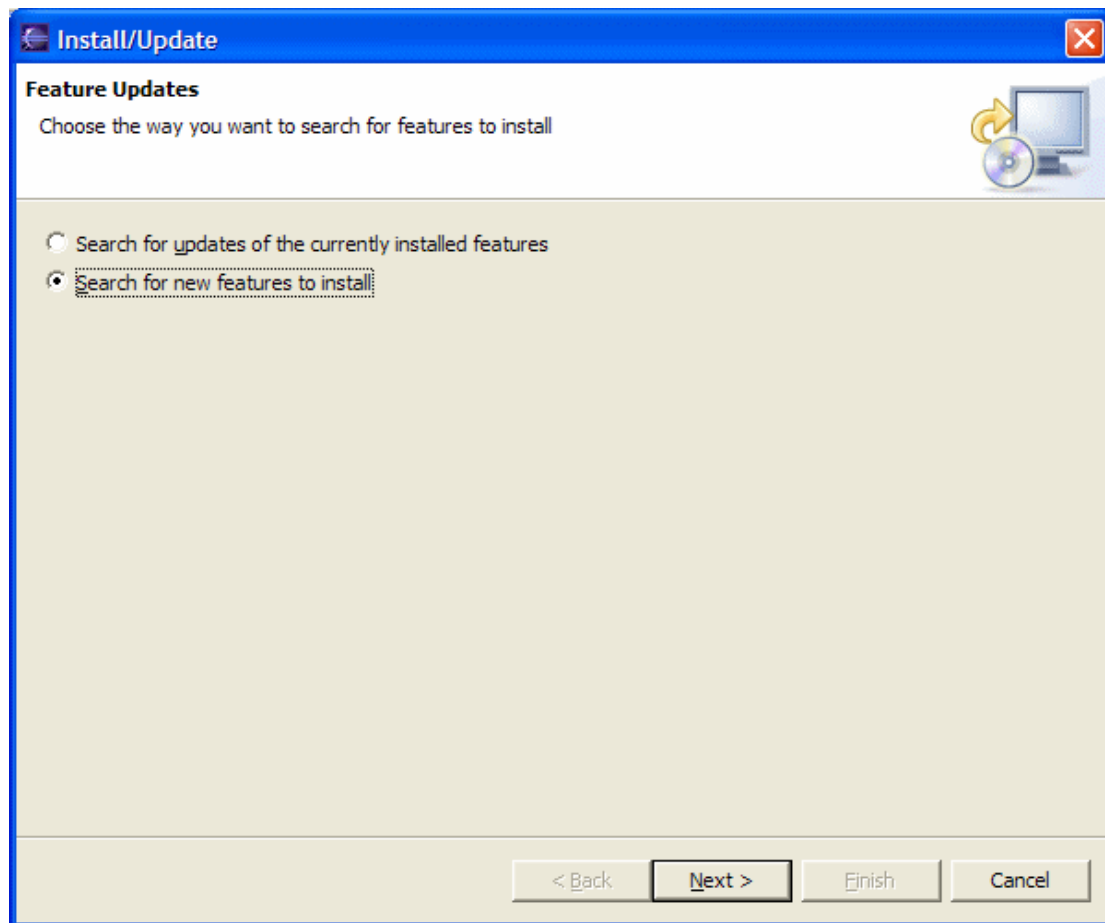 Install/Update
Feature Updates
Choose the way you want to search for features to install
Search for updates of the currently installed features
Search for new features to install
< Back Next > Finish Cancel